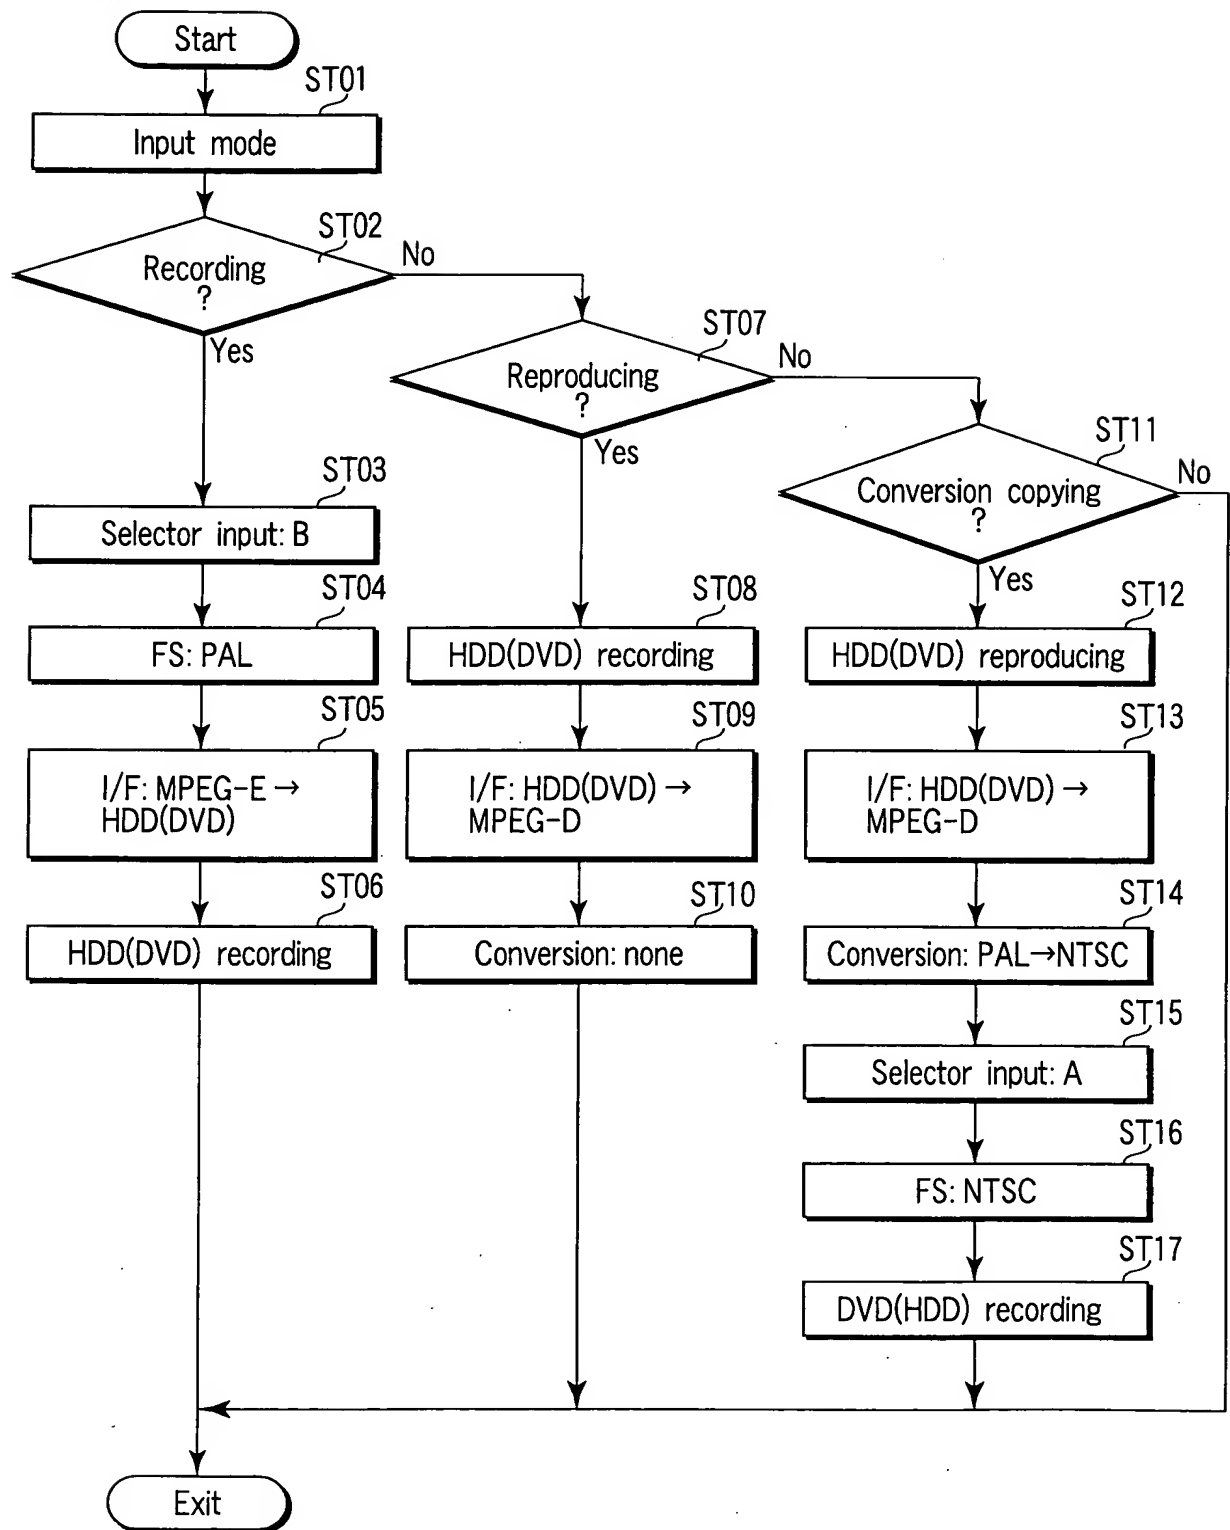 Start
ST01
Input mode
ST02
Recording
?
No
Yes
ST07
Reproducing
?
No
Yes
ST11
Conversion copying
?
No
Yes
ST03
Selector input: B
ST04
FS: PAL
ST05
I/F: MPEG-E →
HDD(DVD)
ST06
HDD(DVD) recording
ST08
HDD(DVD) recording
ST09
I/F: HDD(DVD) →
MPEG-D
ST10
Conversion: none
ST12
HDD(DVD) reproducing
ST13
I/F: HDD(DVD) →
MPEG-D
ST14
Conversion: PAL→NTSC
ST15
Selector input: A
ST16
FS: NTSC
ST17
DVD(HDD) recording
Exit